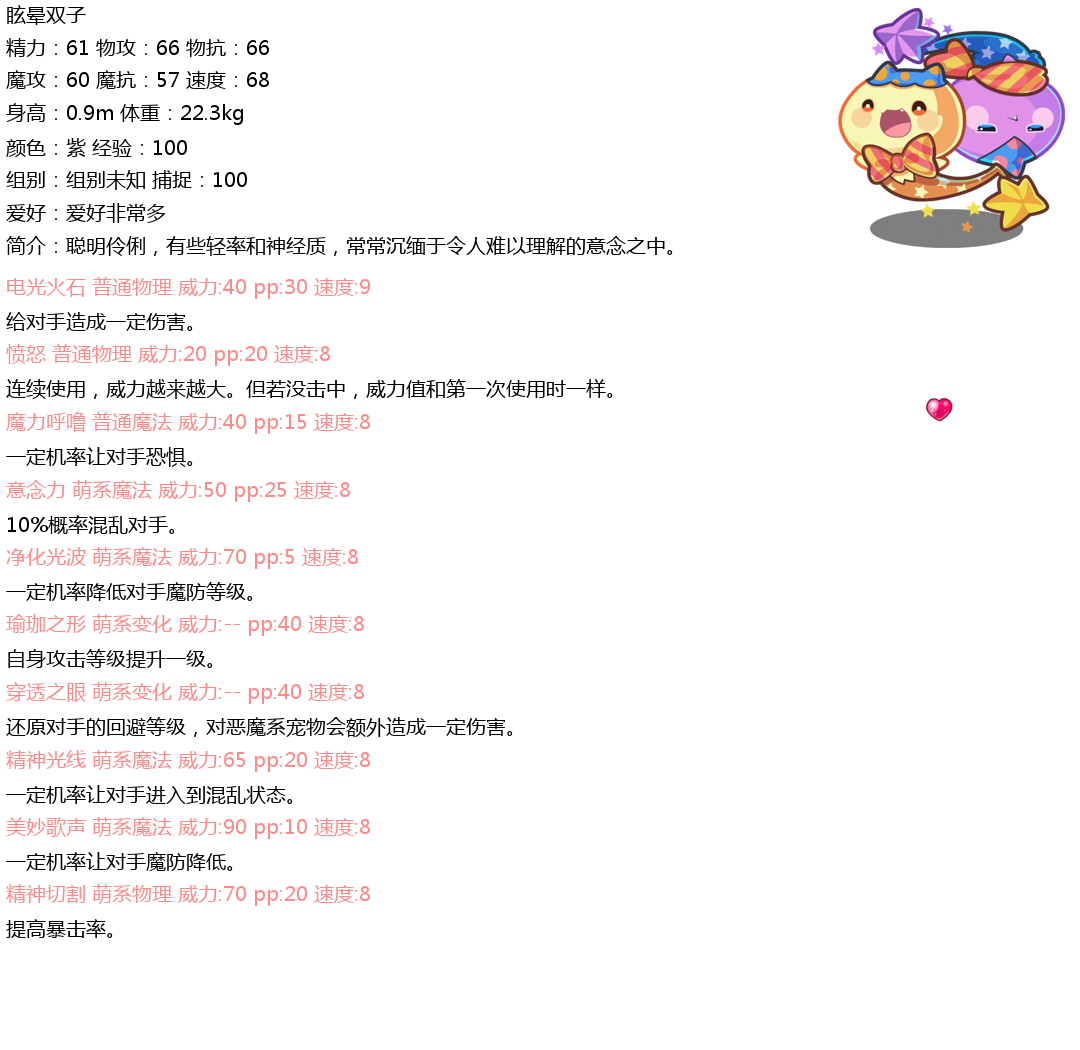 眩晕双子
精力：61 物攻：66 物抗：66
魔攻：60 魔抗：57 速度：68
身高：0.9m 体重：22.3kg
颜色：紫 经验：100
组别：组别未知 捕捉：100
爱好：爱好非常多
简介：聪明伶俐，有些轻率和神经质，常常沉缅于令人难以理解的意念之中。
电光火石 普通物理 威力:40 pp:30 速度:9
给对手造成一定伤害。
愤怒 普通物理 威力:20 pp:20 速度:8
连续使用，威力越来越大。但若没击中，威力值和第一次使用时一样。
魔力呼噜 普通魔法 威力:40 pp:15 速度:8
一定机率让对手恐惧。
意念力 萌系魔法 威力:50 pp:25 速度:8
10%概率混乱对手。
净化光波 萌系魔法 威力:70 pp:5 速度:8
一定机率降低对手魔防等级。
瑜珈之形 萌系变化 威力:-- pp:40 速度:8
自身攻击等级提升一级。
穿透之眼 萌系变化 威力:-- pp:40 速度:8
还原对手的回避等级，对恶魔系宠物会额外造成一定伤害。
精神光线 萌系魔法 威力:65 pp:20 速度:8
一定机率让对手进入到混乱状态。
美妙歌声 萌系魔法 威力:90 pp:10 速度:8
一定机率让对手魔防降低。
精神切割 萌系物理 威力:70 pp:20 速度:8
提高暴击率。